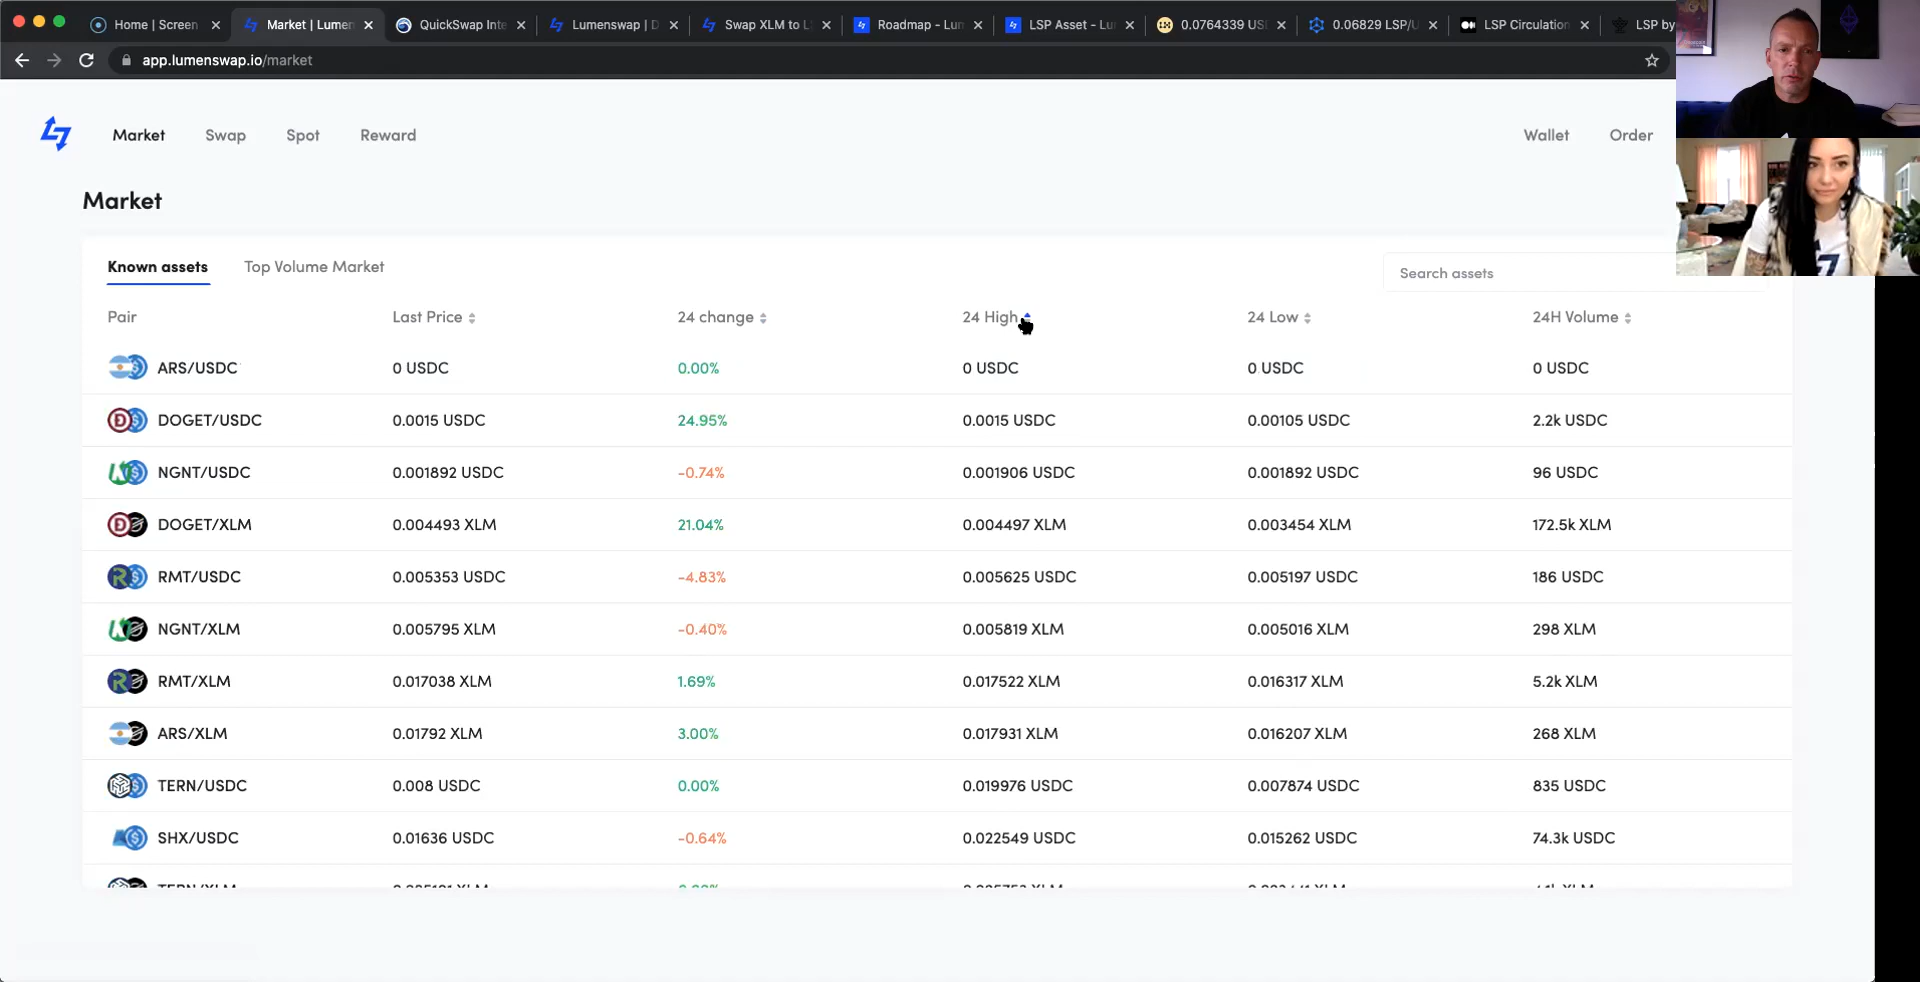 Home | Screen
Market | Lumen
QuickSwap Inte
Lumenswap | D
Swap XLM to L
Roadmap - Lum
LSP Asset - Lu
0.0764339 US
0.06829 LSP/U
LSP Circulation
LSP by
app.lumenswap.io/market
Market Swap Spot Reward Wallet Order
Market
Known assets Top Volume Market Search assets
Pair Last Price 24 change 24 High 24 Low 24H Volume
ARS/USDC 0 USDC 0.00% 0 USDC 0 USDC 0 USDC
DOGET/USDC 0.0015 USDC 24.95% 0.0015 USDC 0.00105 USDC 2.2k USDC
NGNT/USDC 0.001892 USDC -0.74% 0.001906 USDC 0.001892 USDC 96 USDC
DOGET/XLM 0.004493 XLM 21.04% 0.004497 XLM 0.003454 XLM 172.5k XLM
RMT/USDC 0.005353 USDC -4.83% 0.005625 USDC 0.005197 USDC 186 USDC
NGNT/XLM 0.005795 XLM -0.40% 0.005819 XLM 0.005016 XLM 298 XLM
RMT/XLM 0.017038 XLM 1.69% 0.017522 XLM 0.016317 XLM 5.2k XLM
ARS/XLM 0.01792 XLM 3.00% 0.017931 XLM 0.016207 XLM 268 XLM
TERN/USDC 0.008 USDC 0.00% 0.019976 USDC 0.007874 USDC 835 USDC
SHX/USDC 0.01636 USDC -0.64% 0.022549 USDC 0.015262 USDC 74.3k USDC
TERN/XLM